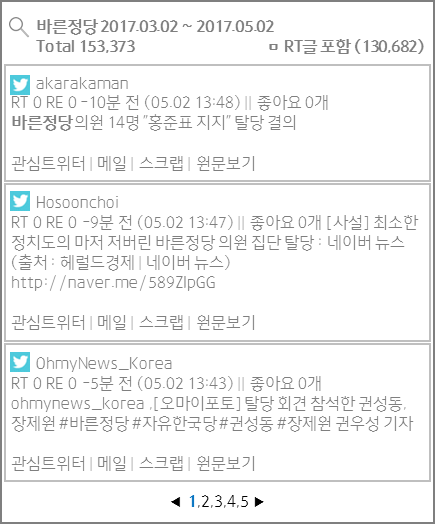 바른정당 2017.03.02 ~ 2017.05.02
Total 153,373 ㅁ RT글 포함 (130,682)
akarakaman
RT 0 RE 0 -10분 전 (05.02 13:48) || 좋아요 0개
바른정당의원 14명 "홍준표 지지" 탈당 결의
관심트위터 | 메일 | 스크랩 | 원문보기
Hosoonchoi
RT 0 RE 0 -9분 전 (05.02 13:47) || 좋아요 0개 [사설] 최소한
정치도의 마저 저버린 바른정당 의원 집단 탈당 : 네이버 뉴스
(출처 : 헤럴드경제 | 네이버 뉴스)
http://naver.me/589ZIpGG
관심트위터 | 메일 | 스크랩 | 원문보기
OhmyNews_Korea
RT 0 RE 0 -5분 전 (05.02 13:43) || 좋아요 0개
ohmynews_korea ,[오마이포토] 탈당 회견 참석한 권성동,
장제원 #바른정당 #자유한국당 #권성동 #장제원 권우성 기자
관심트위터 | 메일 | 스크랩 | 원문보기
◀ 1,2,3,4,5 ▶